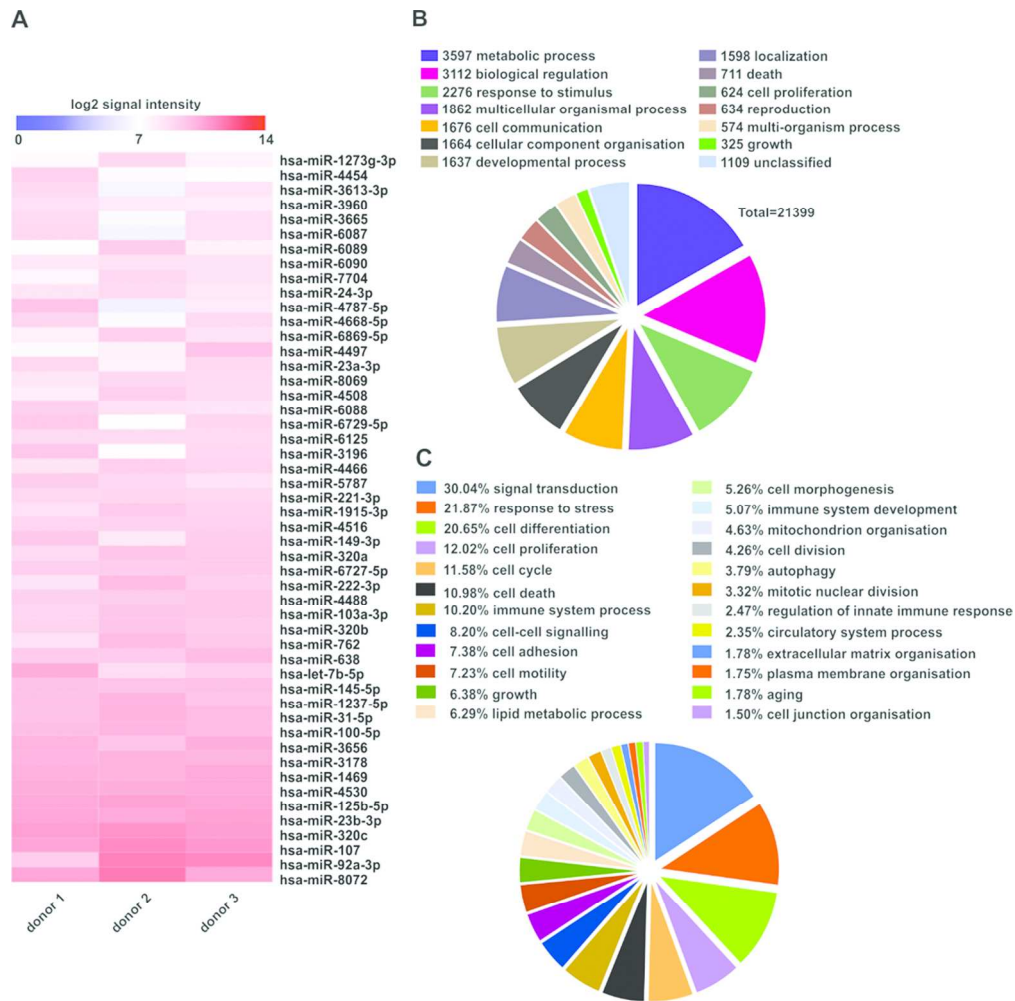 A
log2 signal intensity
0 7 14
hsa-miR-1273g-3p
hsa-miR-4454
hsa-miR-3613-3p
hsa-miR-3960
hsa-miR-3665
hsa-miR-6087
hsa-miR-6089
hsa-miR-6090
hsa-miR-7704
hsa-miR-24-3p
hsa-miR-4787-5p
hsa-miR-4668-5p
hsa-miR-6869-5p
hsa-miR-4497
hsa-miR-23a-3p
hsa-miR-8069
hsa-miR-4508
hsa-miR-6088
hsa-miR-6729-5p
hsa-miR-6125
hsa-miR-3196
hsa-miR-4466
hsa-miR-5787
hsa-miR-221-3p
hsa-miR-1915-3p
hsa-miR-4516
hsa-miR-149-3p
hsa-miR-320a
hsa-miR-6727-5p
hsa-miR-222-3p
hsa-miR-4488
hsa-miR-103a-3p
hsa-miR-320b
hsa-miR-762
hsa-miR-638
hsa-let-7b-5p
hsa-miR-145-5p
hsa-miR-1237-5p
hsa-miR-31-5p
hsa-miR-100-5p
hsa-miR-3656
hsa-miR-3178
hsa-miR-1469
hsa-miR-4530
hsa-miR-125b-5p
hsa-miR-23b-3p
hsa-miR-320c
hsa-miR-107
hsa-miR-92a-3p
hsa-miR-8072
donor 1
donor 2
donor 3
B
3597 metabolic process
3112 biological regulation
2276 response to stimulus
1862 multicellular organismal process
1676 cell communication
1664 cellular component organisation
1637 developmental process
1598 localization
711 death
624 cell proliferation
634 reproduction
574 multi-organism process
325 growth
1109 unclassified
Total=21399
C
30.04% signal transduction
21.87% response to stress
20.65% cell differentiation
12.02% cell proliferation
11.58% cell cycle
10.98% cell death
10.20% immune system process
8.20% cell-cell signalling
7.38% cell adhesion
7.23% cell motility
6.38% growth
6.29% lipid metabolic process
5.26% cell morphogenesis
5.07% immune system development
4.63% mitochondrion organisation
4.26% cell division
3.79% autophagy
3.32% mitotic nuclear division
2.47% regulation of innate immune response
2.35% circulatory system process
1.78% extracellular matrix organisation
1.75% plasma membrane organisation
1.78% aging
1.50% cell junction organisation